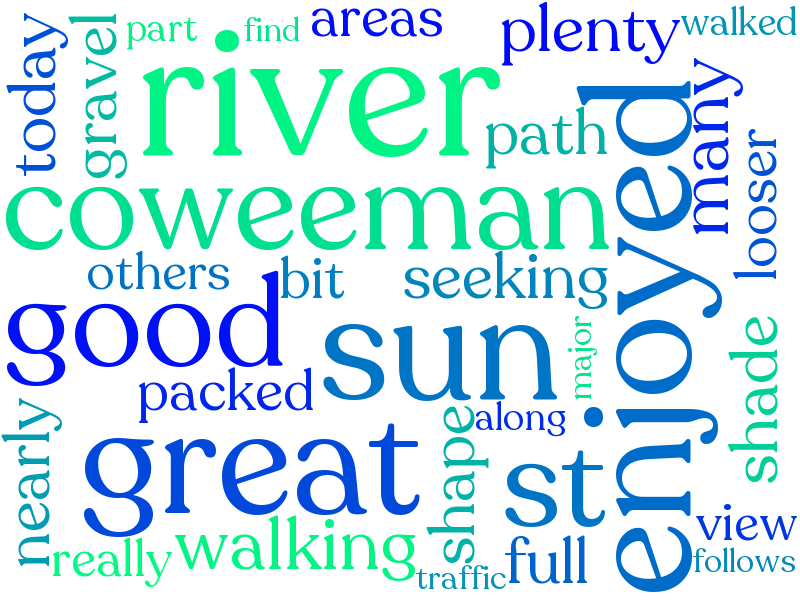 part
find
areas
plenty
walked
today
gravel
river
path
many
looser
coweeman
enjoyed
others
bit
seeking
good
sun
major
shade
packed
along
nearly
great
shape
st
view
walking
really
full
follows
traffic